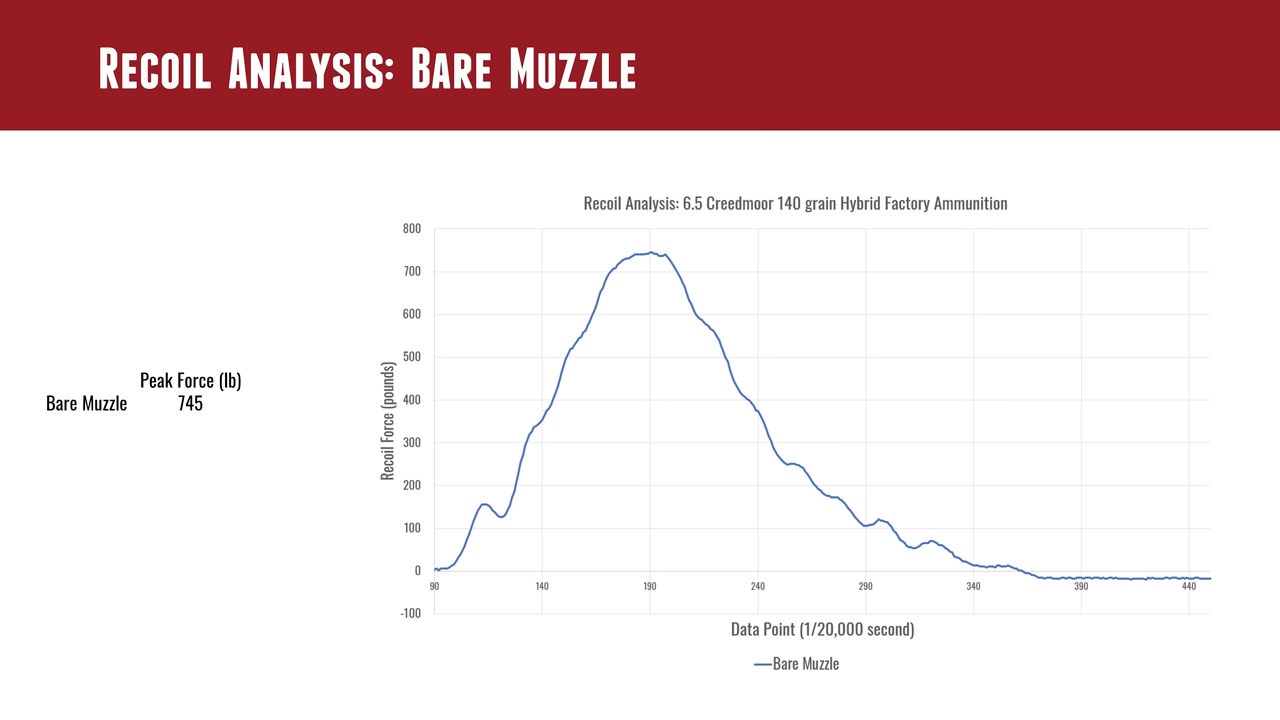 Recoil Analysis: Bare Muzzle
Recoil Analysis: 6.5 Creedmoor 140 grain Hybrid Factory Ammunition
Peak Force (lb)
Bare Muzzle 745
Recoil Force (pounds)
800
700
600
500
400
300
200
100
0
-100
90 140 190 240 290 340 390 440
Data Point (1/20,000 second)
Bare Muzzle